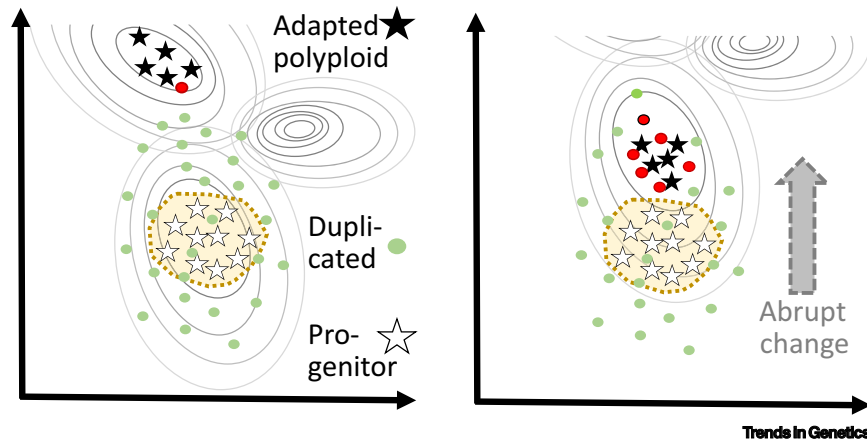 Adapted
polyploid
Dupli-
cated
Pro-
genitor
Abrupt
change
Trends in Genetics